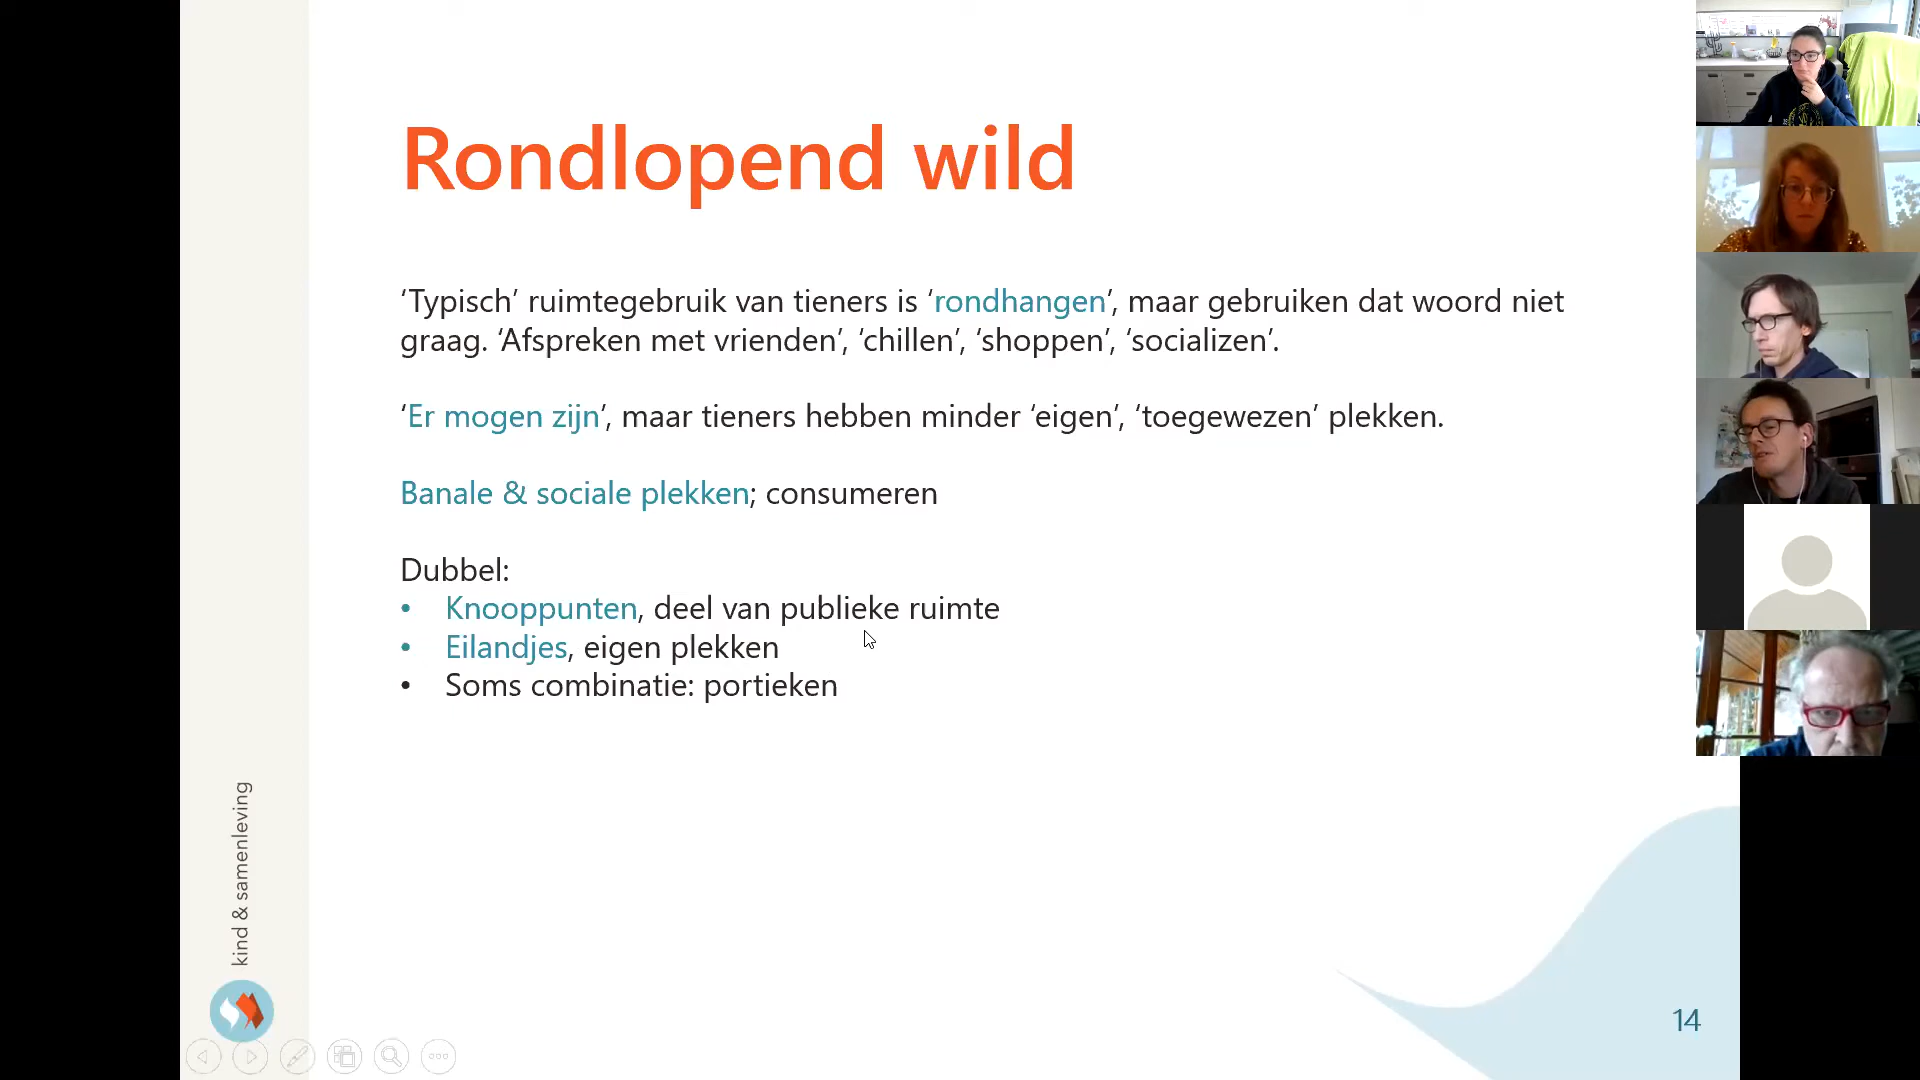 Rondlopend wild
‘Typisch’ ruimtegebruik van tieners is ‘rondhangen’, maar gebruiken dat woord niet
graag. ‘Afspreken met vrienden’, ‘chillen’, ‘shoppen’, ‘socializen’.
‘Er mogen zijn’, maar tieners hebben minder ‘eigen’, ‘toegewezen’ plekken.
Banale & sociale plekken; consumeren
Dubbel:
• Knooppunten, deel van publieke ruimte
• Eilandjes, eigen plekken
• Soms combinatie: portieken
kind & samenleving
14